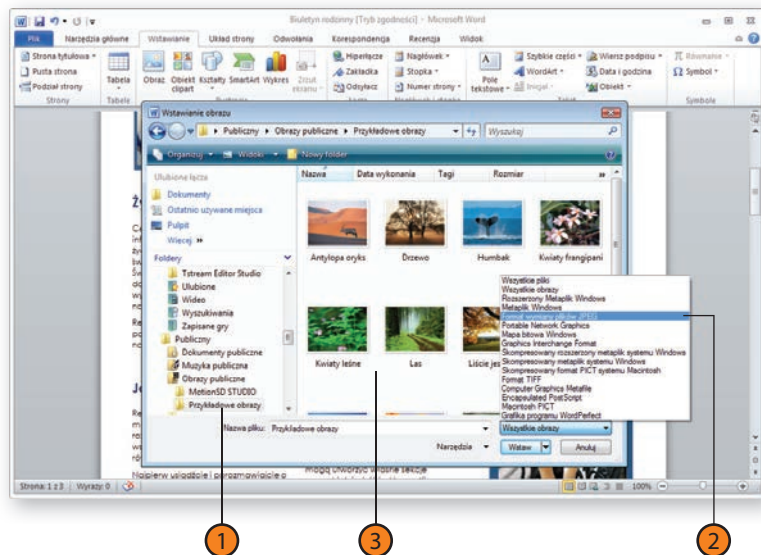 Biuletyn rodzinny [Tryb zgodności] - Microsoft Word
Plik Narzędzia główne Wstawianie Układ strony Odwołania Korespondencja Recenzja Widok
Strona tytułowa
Pusta strona
Podział strony
Strony
Tabela
Tabele
Obraz Obiekt clipart Kształty SmartArt Wykres Zrzut ekranu
Hiperłącze
Zakładka
Odsyłacz
Nagłówek
Stopka
Numer strony
Pole tekstowe
Szybkie części
WordArt
Inicjał
Wiersz podpisu
Data i godzina
Obiekt
Tekst
Równanie
Symbol
Symbole
Wstawianie obrazu
Publiczny Obrazy publiczne Przykładowe obrazy Wyszukaj
Organizuj Widoki Nowy folder
Ulubione łącza
Dokumenty
Ostatnio używane miejsca
Pulpit
Więcej
Foldery
Tstream Editor Studio
Ulubione
Wideo
Wyszukiwania
Zapisane gry
Publiczny
Dokumenty publiczne
Muzyka publiczna
Obrazy publiczne
MotionSD STUDIO
Przykładowe obrazy
Nazwa Data wykonania Tagi Rozmiar
Antylopa oryks Drzewo Humbak Kwiaty frangipani
Kwiaty leśne Las Liście
Wszystkie pliki
Wszystkie obrazy
Rozszerzony Metaplik Windows
Metaplik Windows
Format wymiany plików JPEG
Portable Network Graphics
Mapa bitowa Windows
Graphics Interchange Format
Skompresowany rozszerzony metaplik systemu Windows
Skompresowany metaplik systemu Windows
Skompresowany format PICT systemu Macintosh
Format TIFF
Computer Graphics Metafile
Encapsulated PostScript
Macintosh PICT
Grafika programu WordPerfect
Nazwa pliku: Przykładowe obrazy Wszystkie obrazy
Narzędzia Wstaw Anuluj
Najpierw usiądźcie i porozmawiajcie o
mogą utworzyć własne sekcje
Strona: 1 z 3 Wyrazy: 0 100%
1 3 2